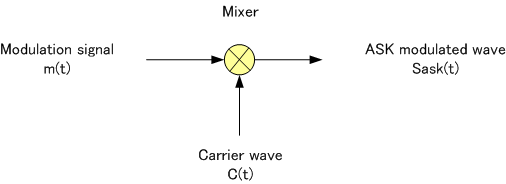 Mixer
Modulation signal
m(t)
ASK modulated wave
Sask(t)
Carrier wave
C(t)